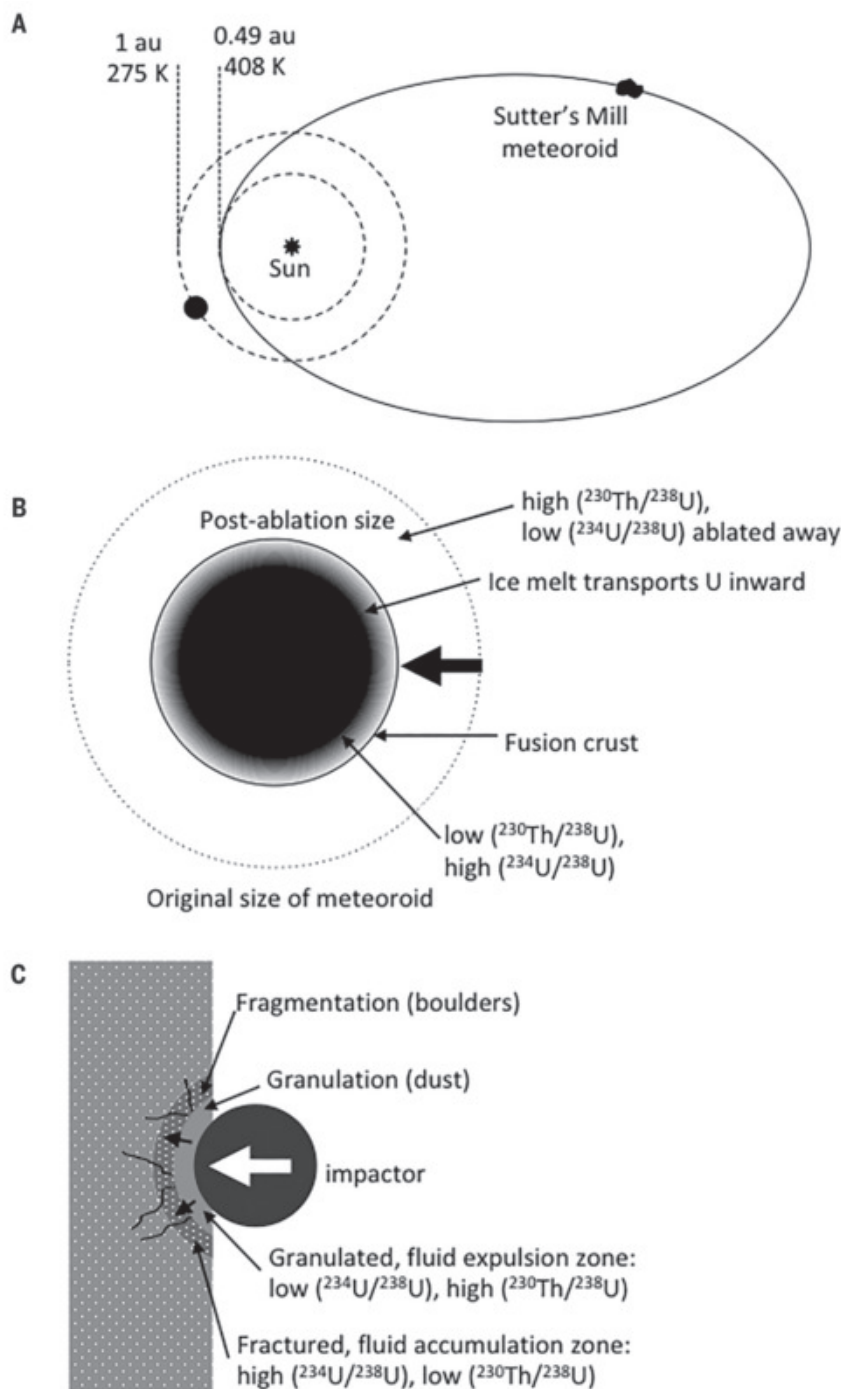 A
1 au
275 K
0.49 au
408 K
Sutter's Mill
meteoroid
Sun
B
Post-ablation size
high (²³⁰Th/²³⁸U),
low (²³⁴U/²³⁸U) ablated away
Ice melt transports U inward
Fusion crust
low (²³⁰Th/²³⁸U),
high (²³⁴U/²³⁸U)
Original size of meteoroid
C
Fragmentation (boulders)
Granulation (dust)
impactor
Granulated, fluid expulsion zone:
low (²³⁴U/²³⁸U), high (²³⁰Th/²³⁸U)
Fractured, fluid accumulation zone:
high (²³⁴U/²³⁸U), low (²³⁰Th/²³⁸U)